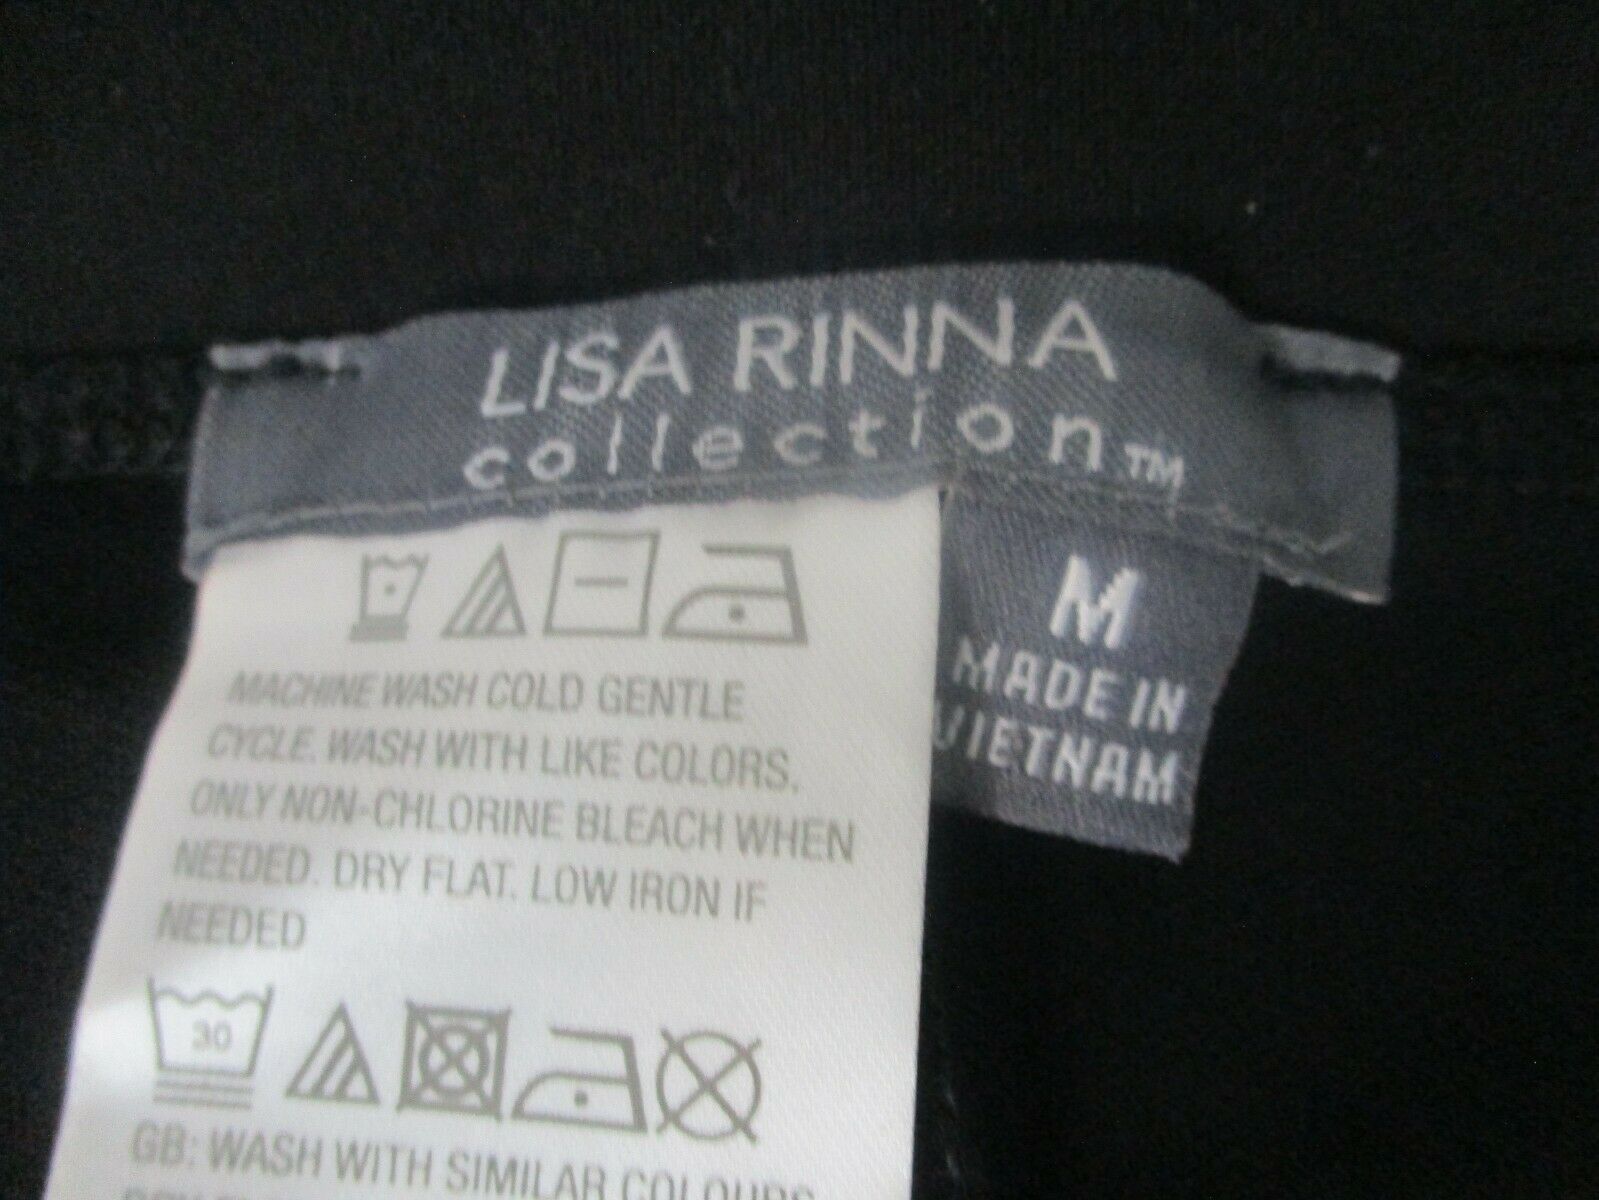 LISA RINNA
collection™
M
MADE IN
VIETNAM
MACHINE WASH COLD GENTLE
CYCLE. WASH WITH LIKE COLORS.
ONLY NON-CHLORINE BLEACH WHEN
NEEDED. DRY FLAT. LOW IRON IF
NEEDED
30
GB: WASH WITH SIMILAR COLOURS